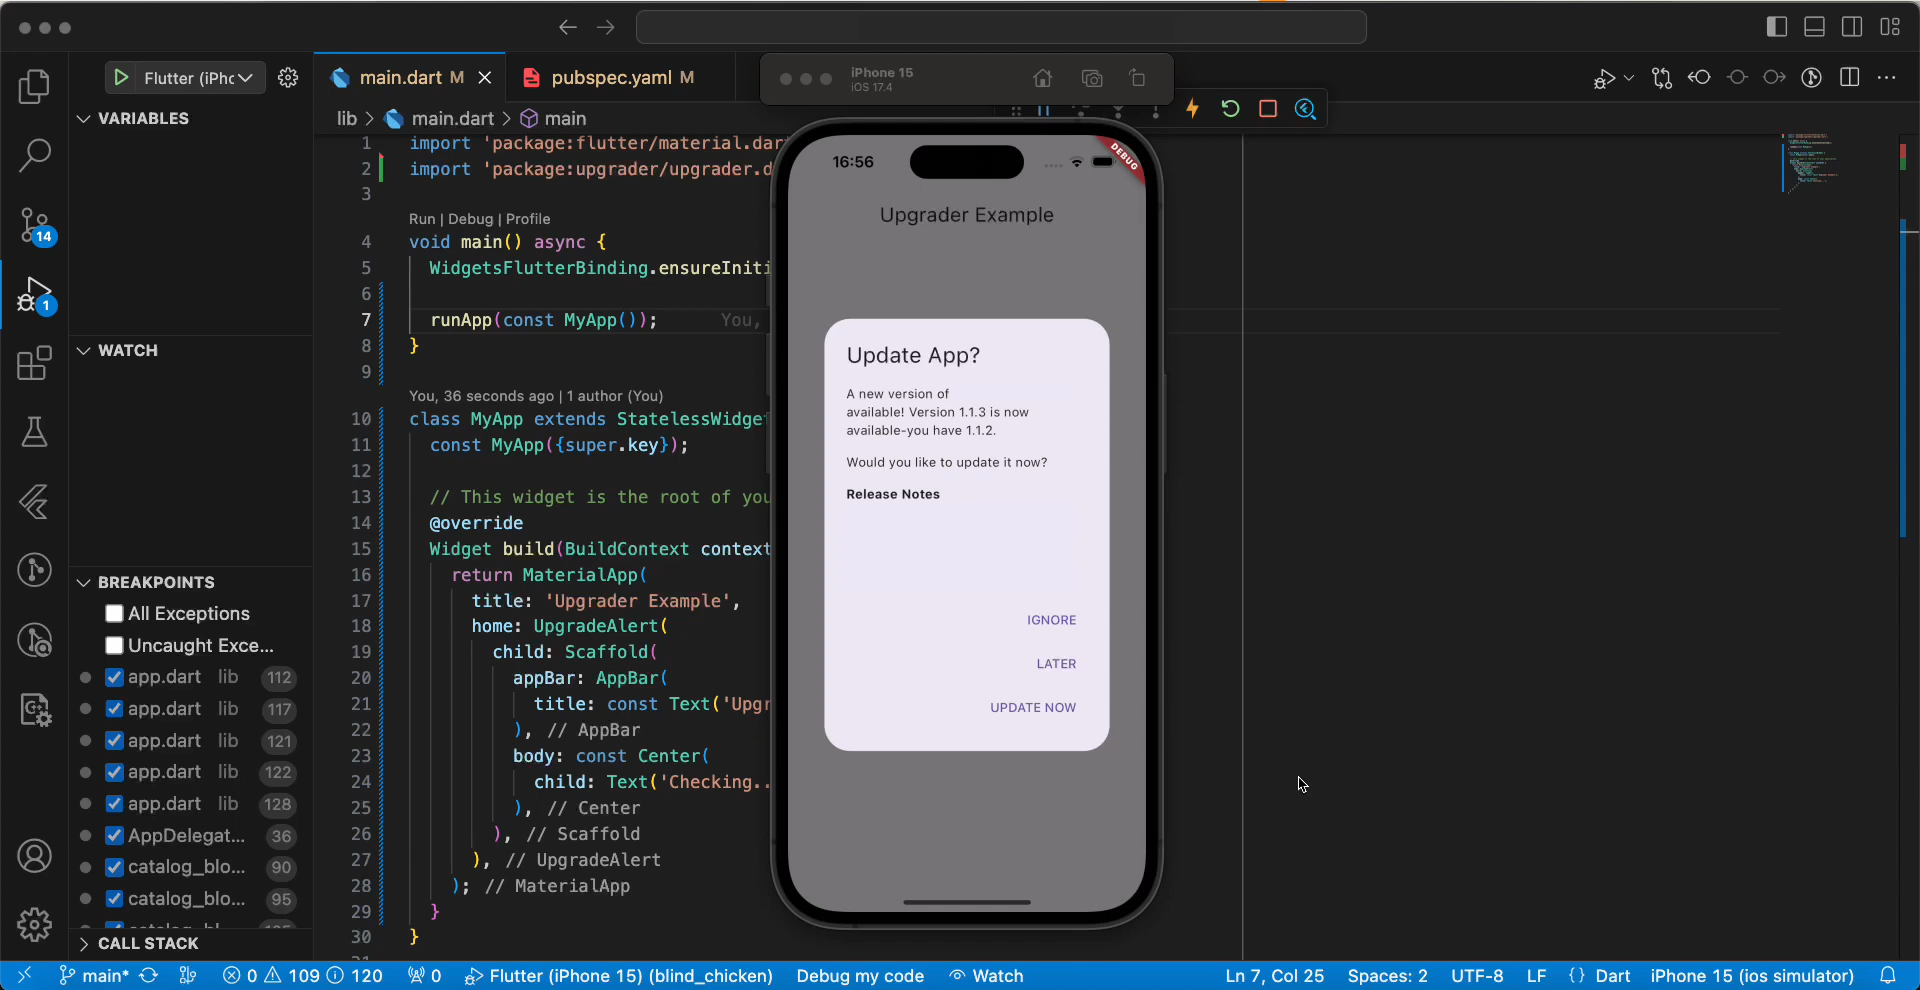 Flutter (iPhc
main.dart M
pubspec.yaml M
iPhone 15
iOS 17.4
VARIABLES
lib > main.dart > main
1 import 'package:flutter/material.dar
2 import 'package:upgrader/upgrader.d
3
Run | Debug | Profile
4 void main() async {
5 WidgetsFlutterBinding.ensureIniti
6
7 runApp(const MyApp()); You,
8 }
9
You, 36 seconds ago | 1 author (You)
10 class MyApp extends StatelessWidge
11 const MyApp({super.key});
12
13 // This widget is the root of you
14 @override
15 Widget build(BuildContext context
16 return MaterialApp(
17 title: 'Upgrader Example',
18 home: UpgradeAlert(
19 child: Scaffold(
20 appBar: AppBar(
21 title: const Text('Upgr
22 ), // AppBar
23 body: const Center(
24 child: Text('Checking..
25 ), // Center
26 ), // Scaffold
27 ), // UpgradeAlert
28 ); // MaterialApp
29 }
30 }
14
1
WATCH
BREAKPOINTS
All Exceptions
Uncaught Exce...
app.dart lib 112
app.dart lib 117
app.dart lib 121
app.dart lib 122
app.dart lib 128
AppDelegat... 36
catalog_blo... 90
catalog_blo... 95
CALL STACK
16:56
DEBUG
Upgrader Example
Update App?
A new version of
available! Version 1.1.3 is now
available-you have 1.1.2.
Would you like to update it now?
Release Notes
IGNORE
LATER
UPDATE NOW
main* 0 109 120 0 Flutter (iPhone 15) (blind_chicken) Debug my code Watch Ln 7, Col 25 Spaces: 2 UTF-8 LF {} Dart iPhone 15 (ios simulator)